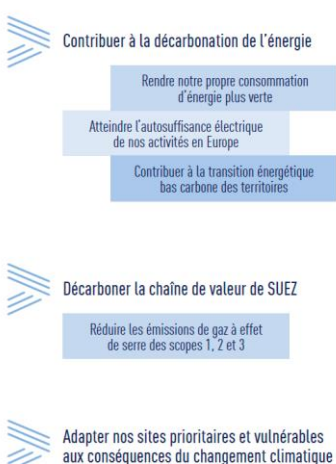 Contribuer à la décarbonation de l'énergie
Rendre notre propre consommation
d'énergie plus verte
Atteindre l'autosuffisance électrique
de nos activités en Europe
Contribuer à la transition énergétique
bas carbone des territoires
Décarboner la chaîne de valeur de SUEZ
Réduire les émissions de gaz à effet
de serre des scopes 1, 2 et 3
Adapter nos sites prioritaires et vulnérables
aux conséquences du changement climatique